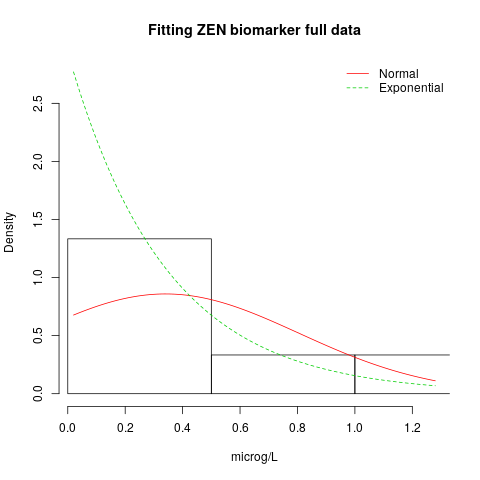 Fitting ZEN biomarker full data
Normal
Exponential
Density
2.5
2.0
1.5
1.0
0.5
0.0
0.0 0.2 0.4 0.6 0.8 1.0 1.2
microg/L